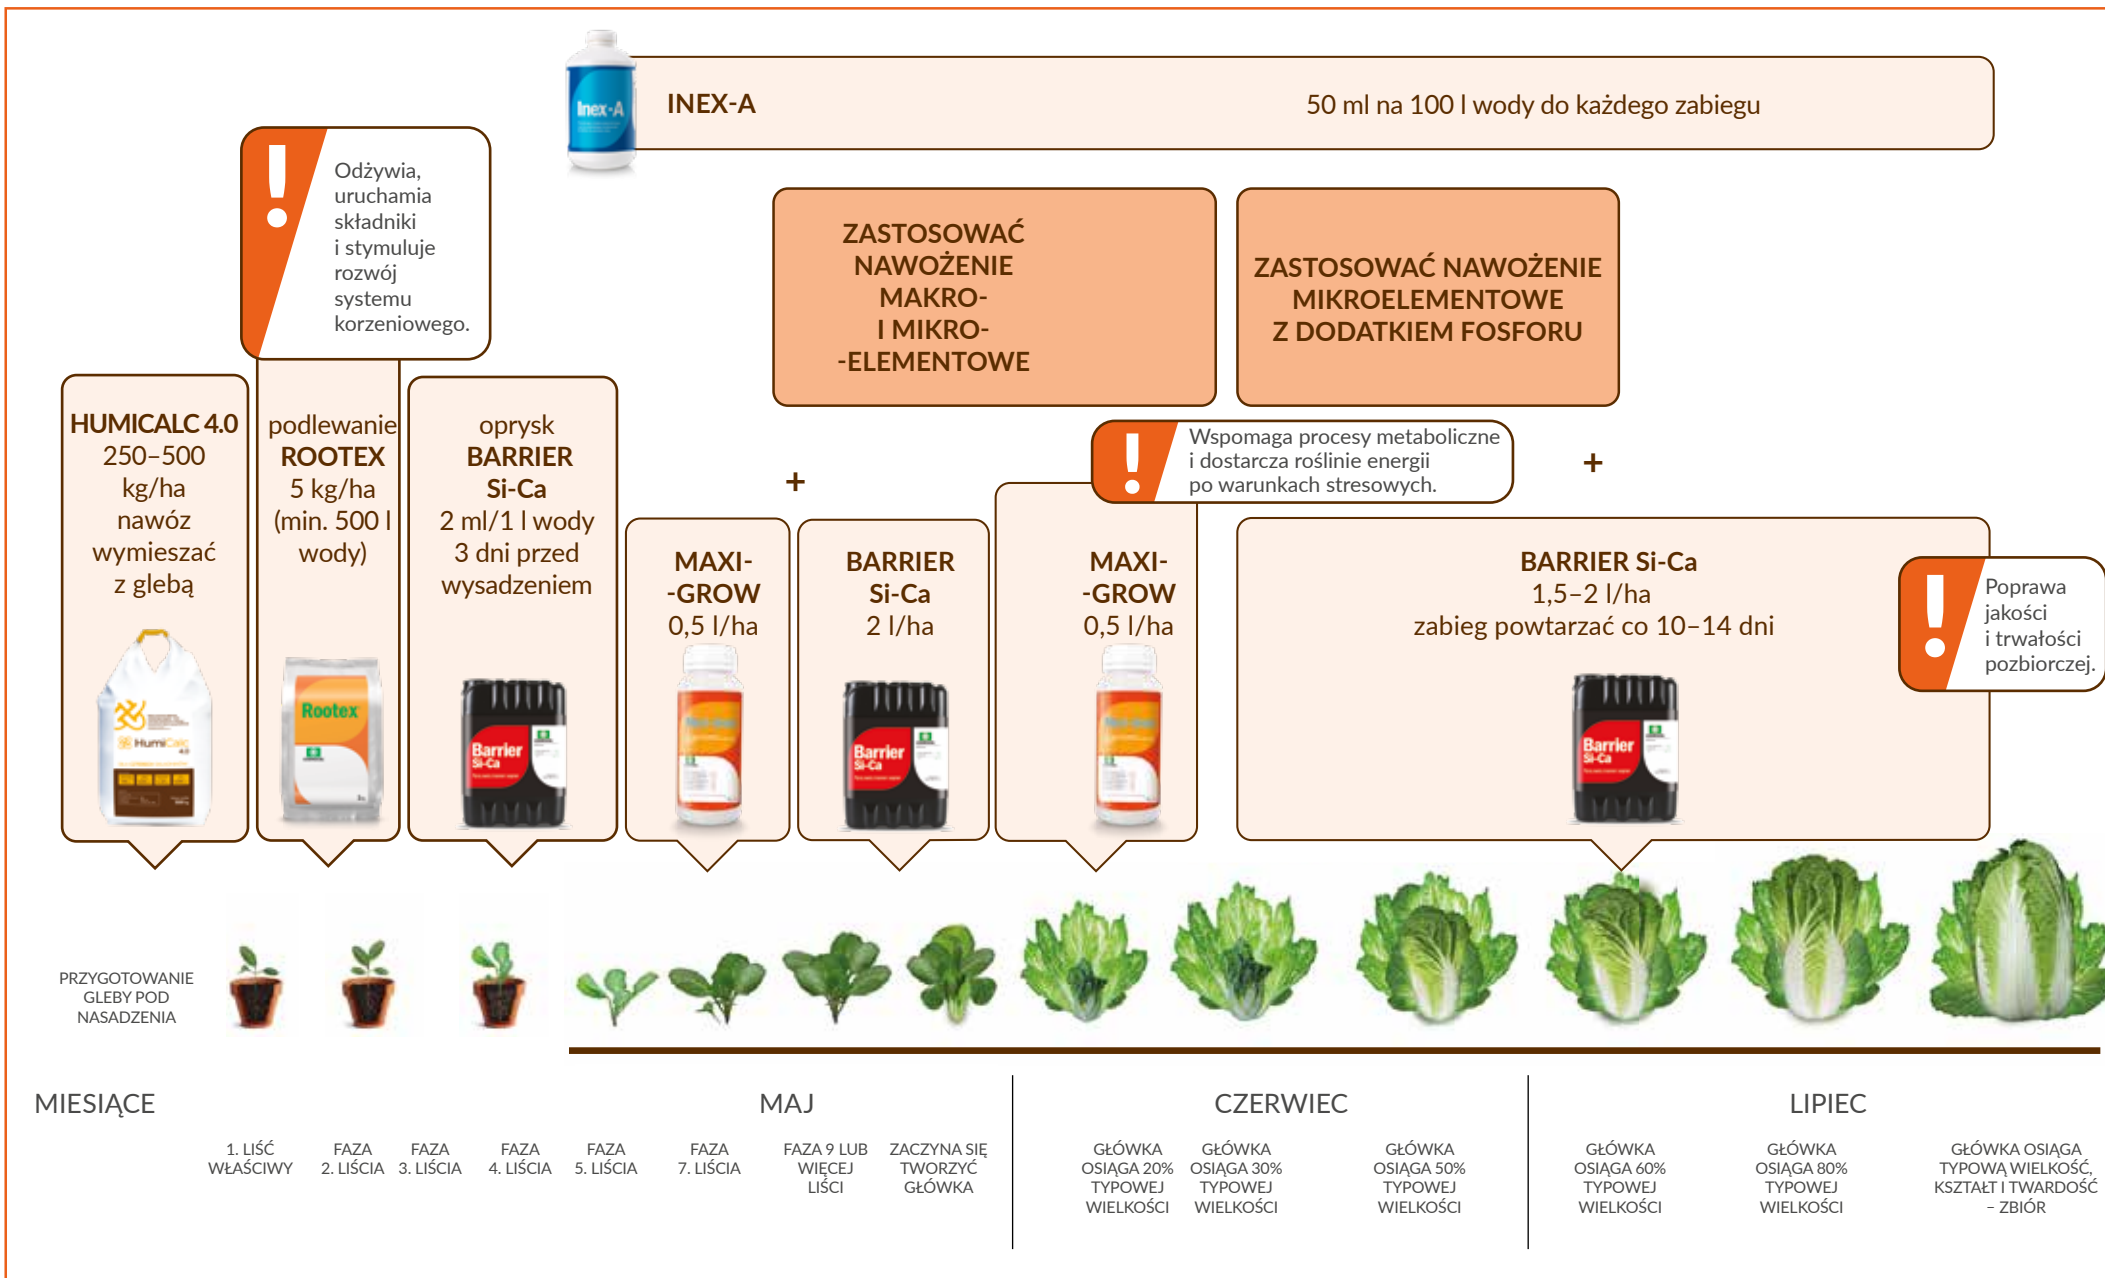 Inex-A
INEX-A
50 ml na 100 l wody do każdego zabiegu
Odżywia,
uruchamia
składniki
i stymuluje
rozwój
systemu
korzeniowego.
ZASTOSOWAĆ
NAWOŻENIE
MAKRO-
I MIKRO-
-ELEMENTOWE
ZASTOSOWAĆ NAWOŻENIE
MIKROELEMENTOWE
Z DODATKIEM FOSFORU
HUMICALC 4.0
250–500
kg/ha
nawóz
wymieszać
z glebą
HumiCalc
4.0
podlewanie
ROOTEX
5 kg/ha
(min. 500 l
wody)
Rootex
oprysk
BARRIER
Si-Ca
2 ml/1 l wody
3 dni przed
wysadzeniem
Barrier
Si-Ca
+
MAXI-
-GROW
0,5 l/ha
BARRIER
Si-Ca
2 l/ha
Barrier
Si-Ca
Wspomaga procesy metaboliczne
i dostarcza roślinie energii
po warunkach stresowych.
MAXI-
-GROW
0,5 l/ha
+
BARRIER Si-Ca
1,5–2 l/ha
zabieg powtarzać co 10–14 dni
Barrier
Si-Ca
Poprawa
jakości
i trwałości
pozbiorczej.
PRZYGOTOWANIE
GLEBY POD
NASADZENIA
MIESIĄCE
MAJ
CZERWIEC
LIPIEC
1. LIŚĆ
WŁAŚCIWY
FAZA
2. LIŚCIA
FAZA
3. LIŚCIA
FAZA
4. LIŚCIA
FAZA
5. LIŚCIA
FAZA
7. LIŚCIA
FAZA 9 LUB
WIĘCEJ
LIŚCI
ZACZYNA SIĘ
TWORZYĆ
GŁÓWKA
GŁÓWKA
OSIĄGA 20%
TYPOWEJ
WIELKOŚCI
GŁÓWKA
OSIĄGA 30%
TYPOWEJ
WIELKOŚCI
GŁÓWKA
OSIĄGA 50%
TYPOWEJ
WIELKOŚCI
GŁÓWKA
OSIĄGA 60%
TYPOWEJ
WIELKOŚCI
GŁÓWKA
OSIĄGA 80%
TYPOWEJ
WIELKOŚCI
GŁÓWKA OSIĄGA
TYPOWĄ WIELKOŚĆ,
KSZTAŁT I TWARDOŚĆ
– ZBIÓR